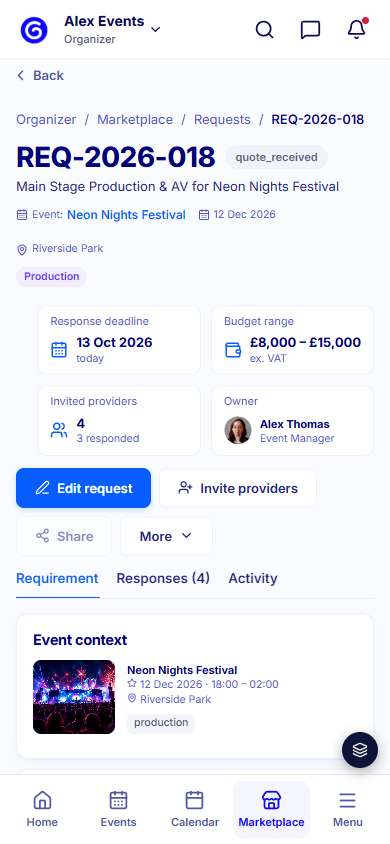 Alex Events
Organizer
Back
Organizer / Marketplace / Requests / REQ-2026-018
REQ-2026-018 quote_received
Main Stage Production & AV for Neon Nights Festival
Event: Neon Nights Festival 12 Dec 2026
Riverside Park
Production
Response deadline
13 Oct 2026
today
Budget range
£8,000 – £15,000
ex. VAT
Invited providers
4
3 responded
Owner
Alex Thomas
Event Manager
Edit request Invite providers
Share More
Requirement Responses (4) Activity
Event context
Neon Nights Festival
12 Dec 2026 · 18:00 – 02:00
Riverside Park
production
Home Events Calendar Marketplace Menu